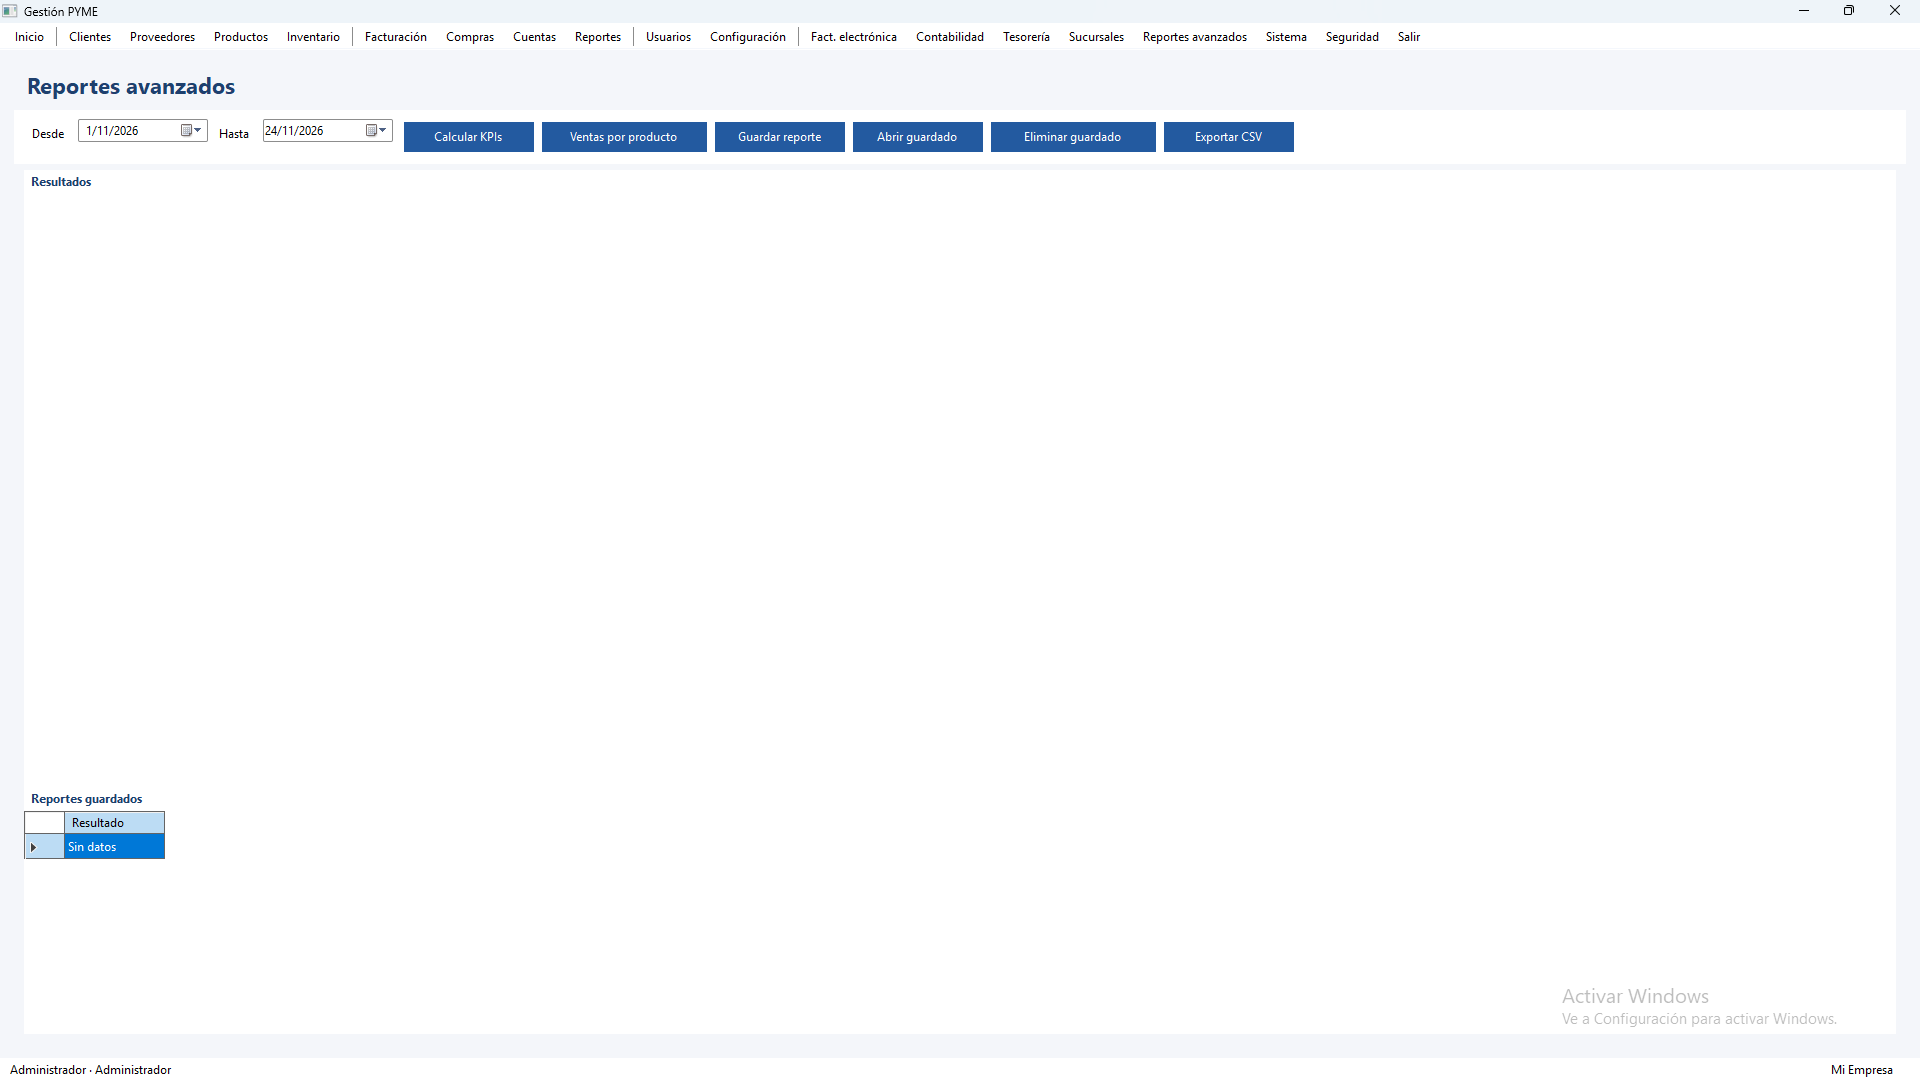 Gestión PYME
Inicio Clientes Proveedores Productos Inventario Facturación Compras Cuentas Reportes Usuarios Configuración Fact. electrónica Contabilidad Tesorería Sucursales Reportes avanzados Sistema Seguridad Salir
Reportes avanzados
Desde 1/11/2026 Hasta 24/11/2026 Calcular KPIs Ventas por producto Guardar reporte Abrir guardado Eliminar guardado Exportar CSV
Resultados
Reportes guardados
Resultado
Sin datos
Activar Windows
Ve a Configuración para activar Windows.
Administrador · Administrador Mi Empresa